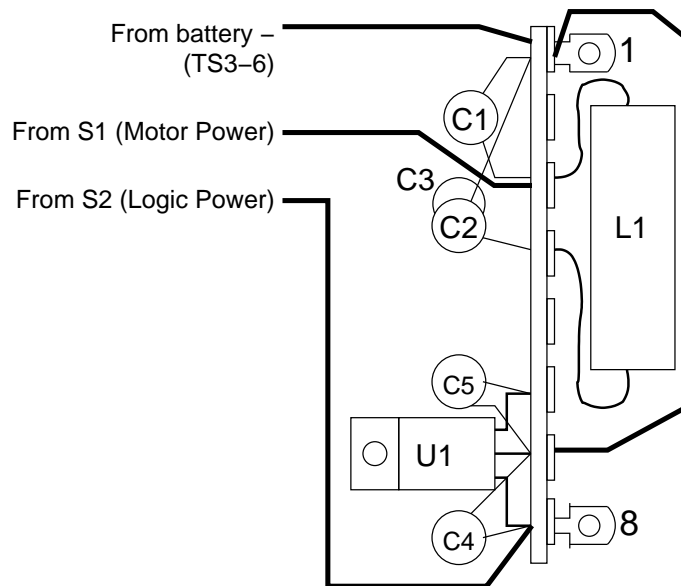 From battery –
(TS3–6)
1
C1
From S1 (Motor Power)
C3
From S2 (Logic Power)
C2
L1
C5
U1
8
C4